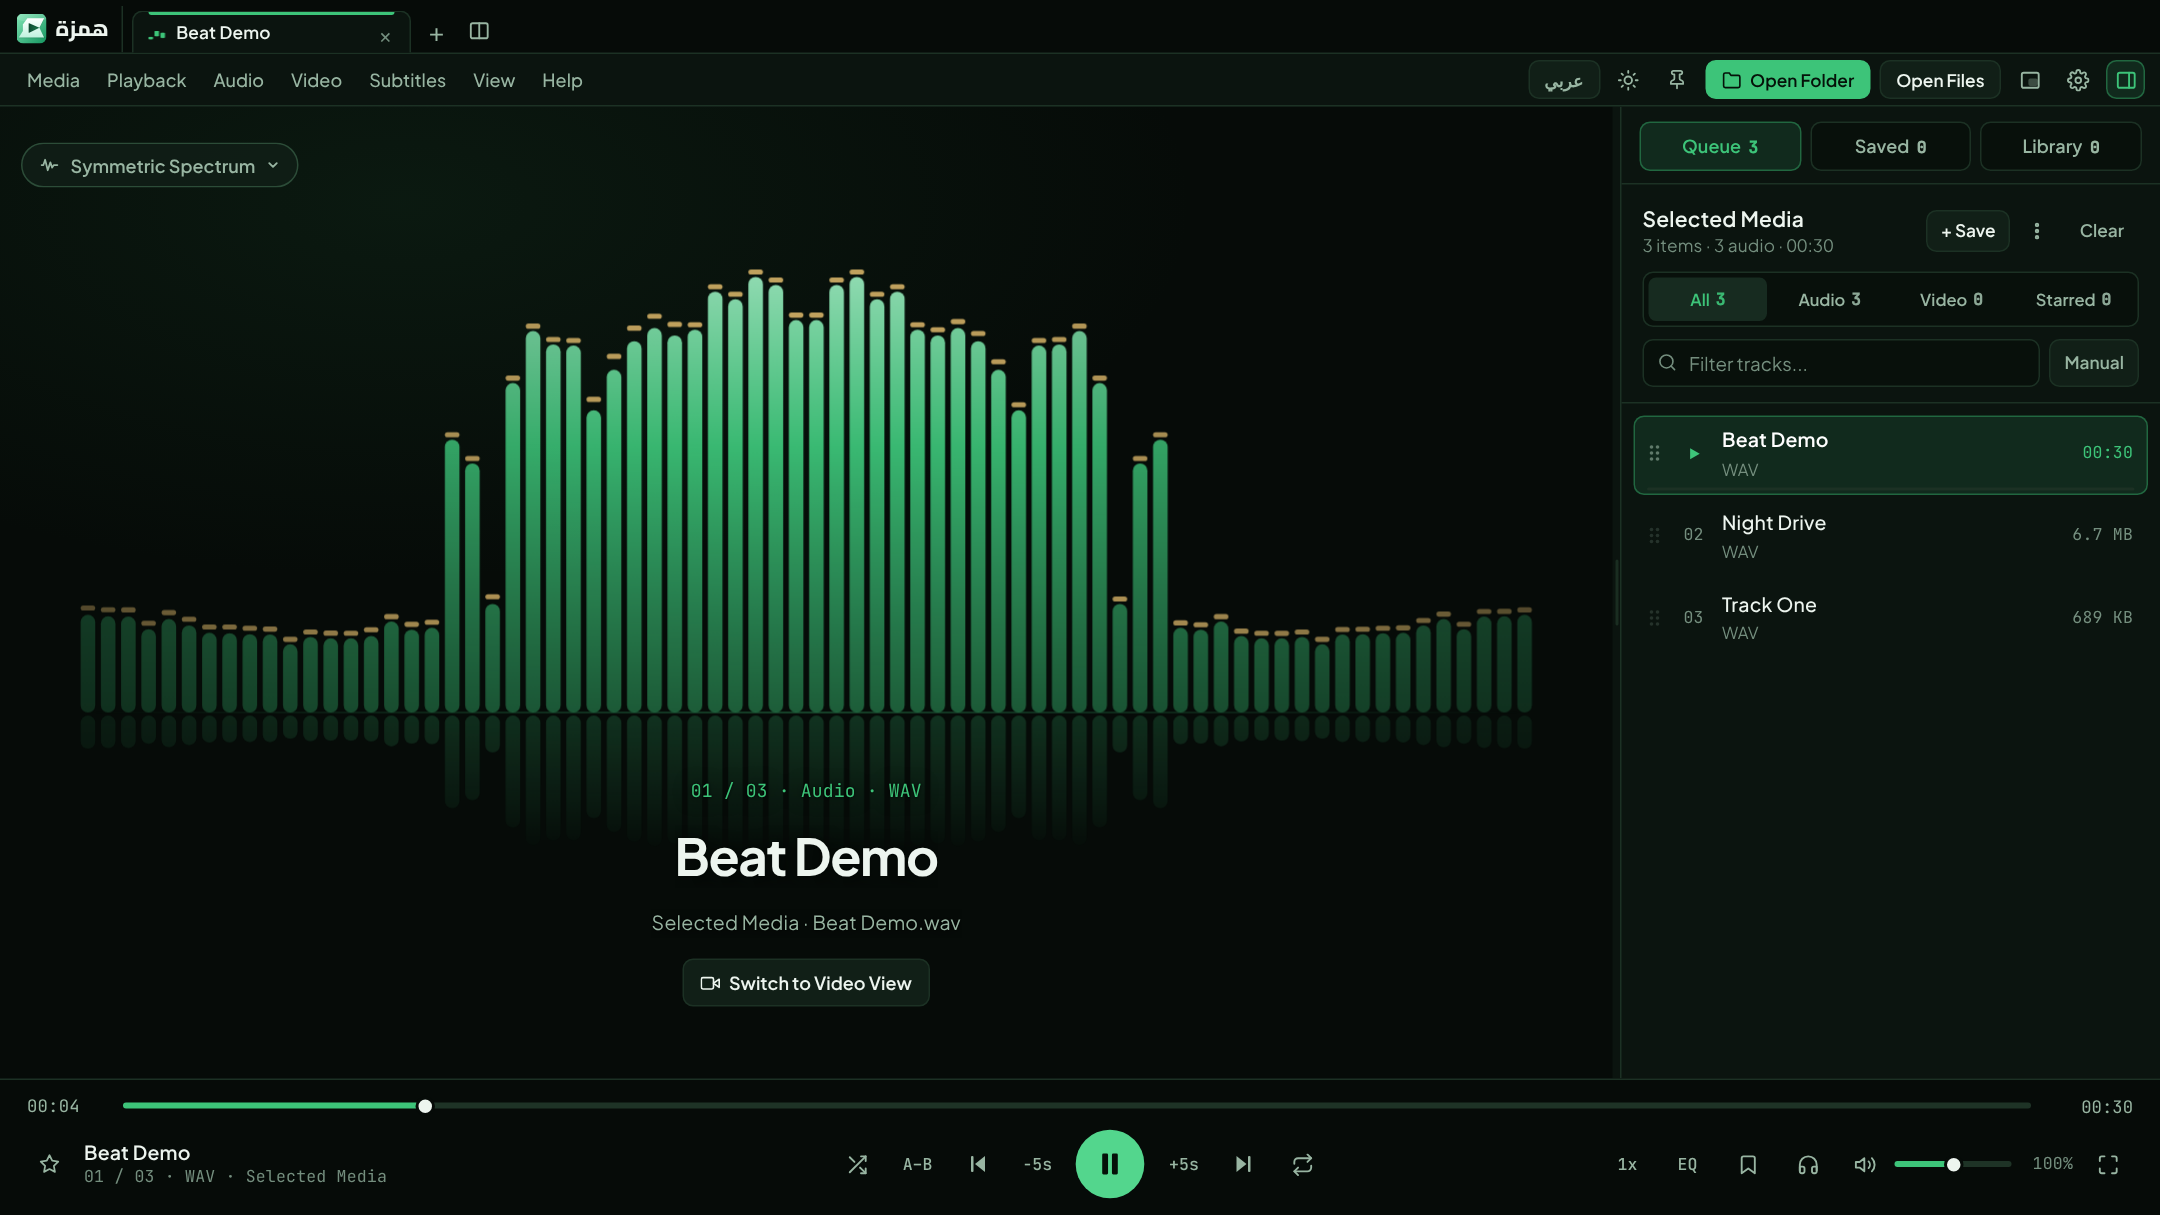 همزة
Beat Demo
Media Playback Audio Video Subtitles View Help
عربي
Open Folder
Open Files
Symmetric Spectrum
Queue 3
Saved 0
Library 0
Selected Media
3 items · 3 audio · 00:30
+ Save
Clear
All 3
Audio 3
Video 0
Starred 0
Filter tracks...
Manual
Beat Demo
WAV
00:30
02
Night Drive
WAV
6.7 MB
03
Track One
WAV
689 KB
01 / 03 · Audio · WAV
Beat Demo
Selected Media · Beat Demo.wav
Switch to Video View
00:04
00:30
Beat Demo
01 / 03 · WAV · Selected Media
A-B
-5s
+5s
1x
EQ
100%